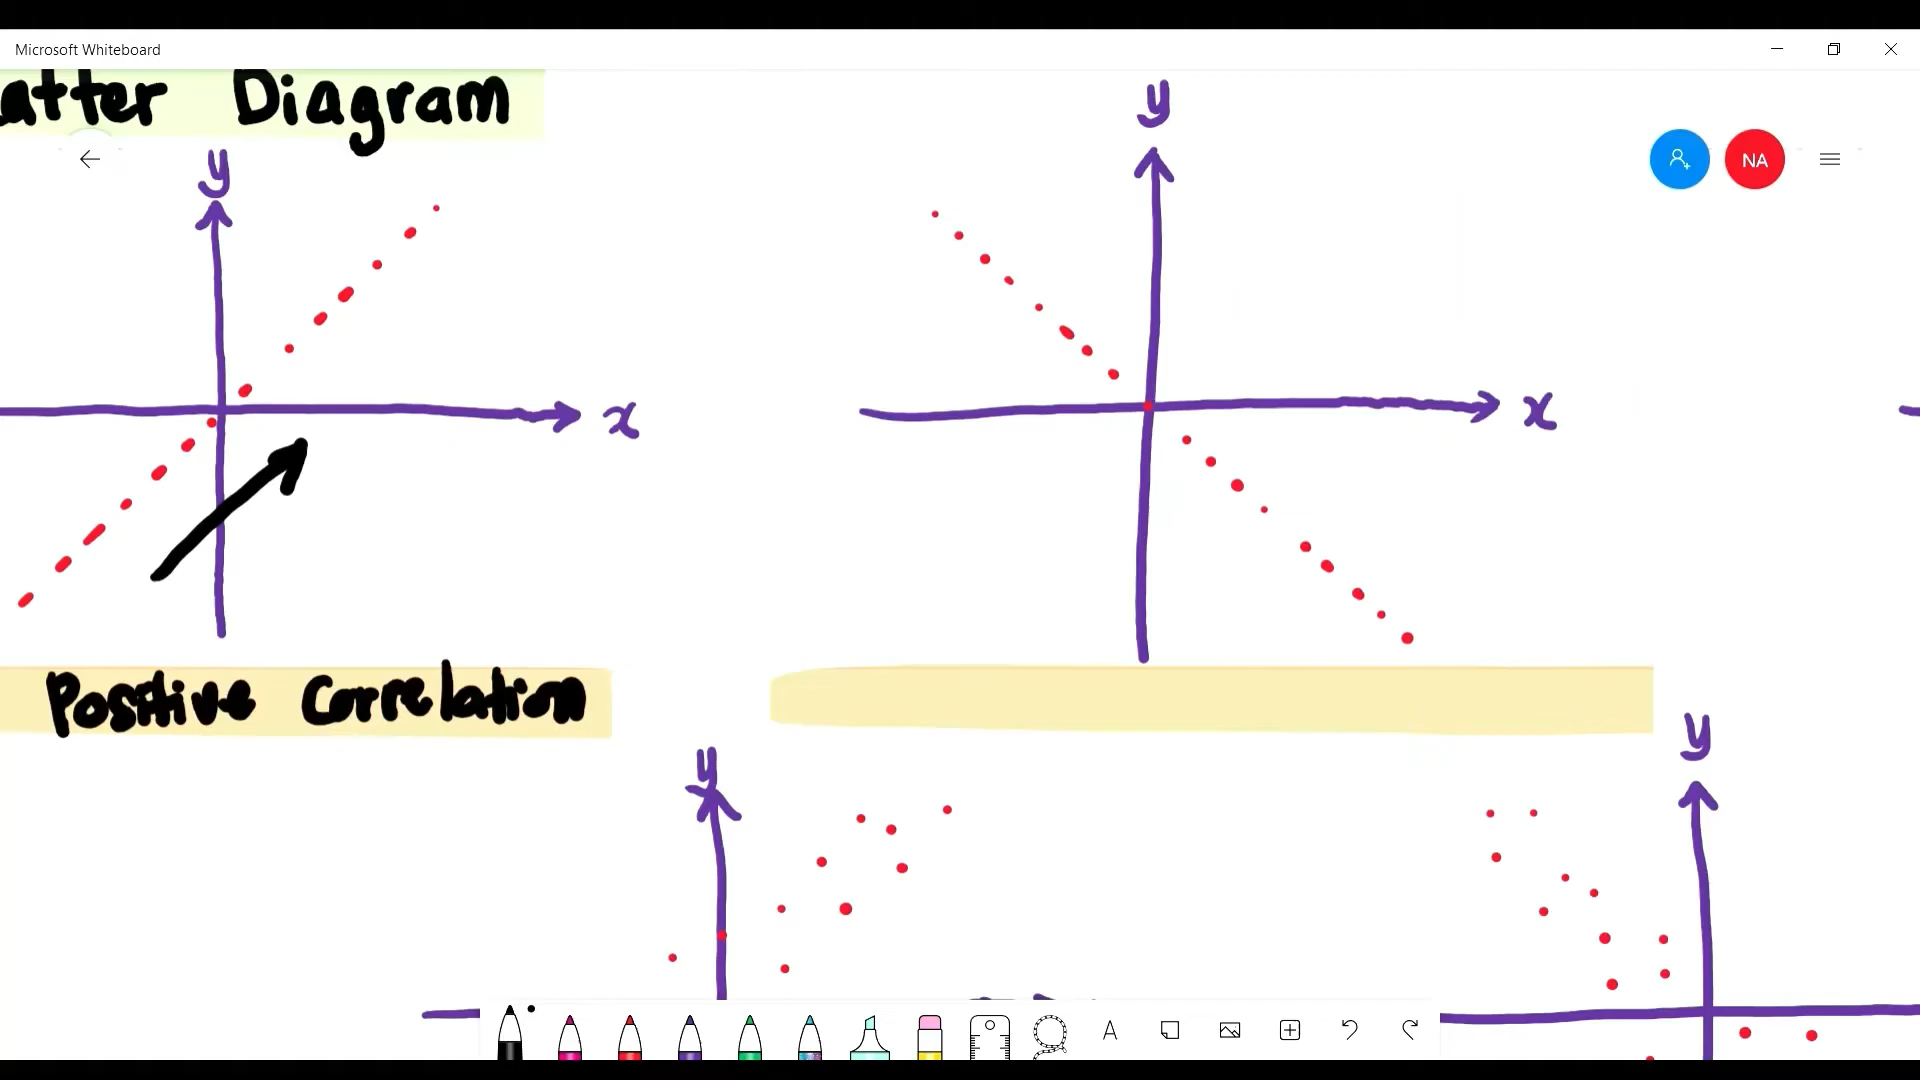 Microsoft Whiteboard
atter Diagram
y
y
NA
x
x
Positive Correlation
y
y
A